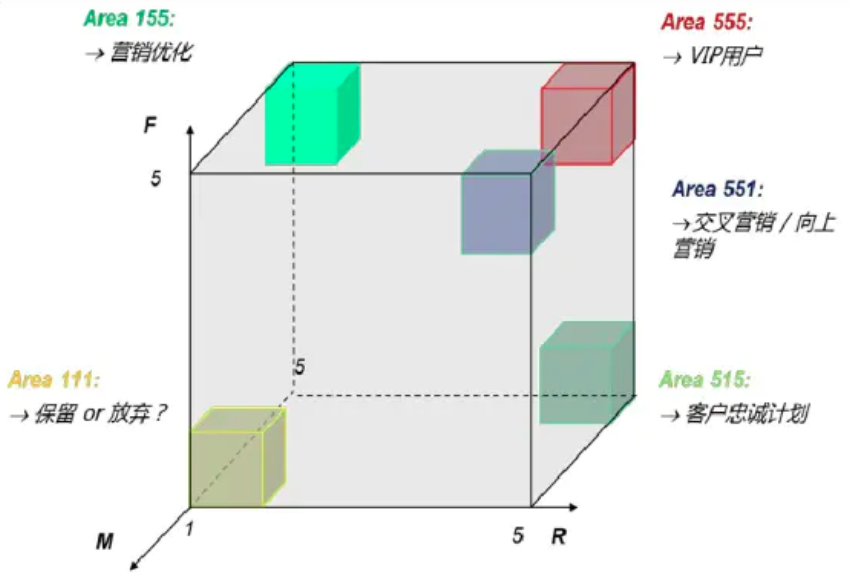 Area 155:
→ 营销优化
Area 555:
→ VIP用户
F
5
Area 551:
→交叉营销 / 向上
营销
5
Area 111:
→ 保留 or 放弃？
Area 515:
→ 客户忠诚计划
M
1
5
R